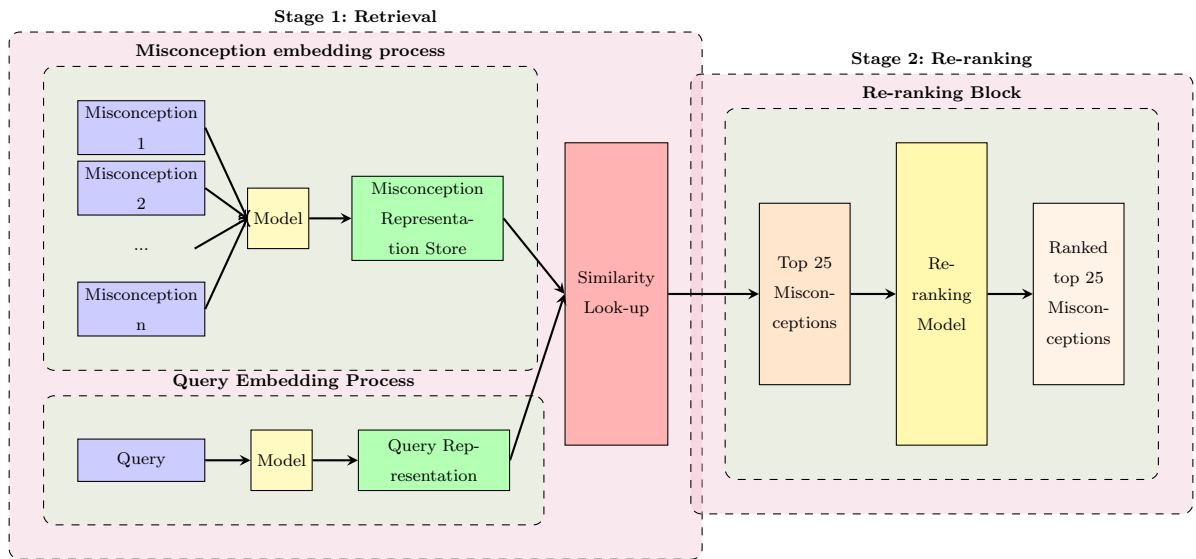 Stage 1: Retrieval
Misconception embedding process
Misconception
1
Misconception
2
...
Misconception
n
Model
Misconception
Representa-
tion Store
Query Embedding Process
Query
Model
Query Rep-
resentation
Similarity
Look-up
Stage 2: Re-ranking
Re-ranking Block
Top 25
Miscon-
ceptions
Re-
ranking
Model
Ranked
top 25
Miscon-
ceptions